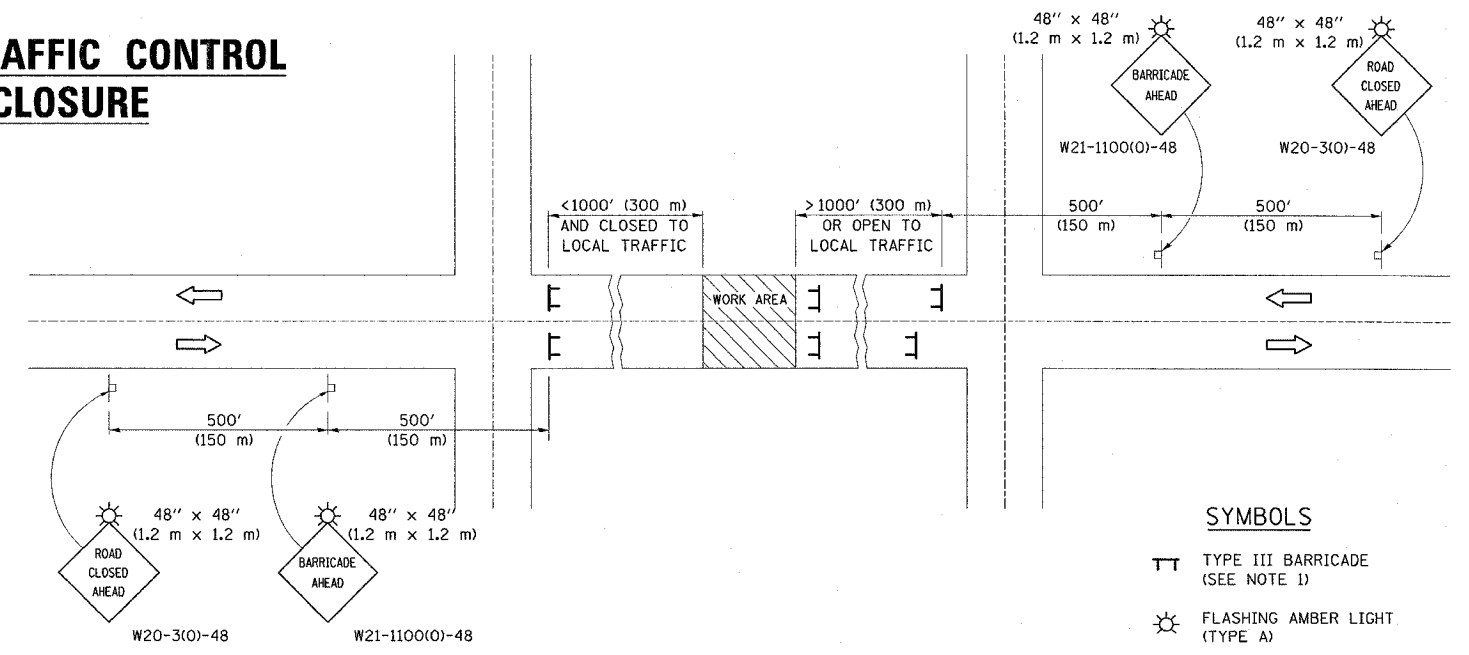 AFFIC CONTROL
CLOSURE
48" x 48"
(1.2 m x 1.2 m)
BARRICADE
AHEAD
W21-1100(O)-48
48" x 48"
(1.2 m x 1.2 m)
ROAD
CLOSED
AHEAD
W20-3(O)-48
<1000' (300 m)
AND CLOSED TO
LOCAL TRAFFIC
>1000' (300 m)
OR OPEN TO
LOCAL TRAFFIC
500'
(150 m)
500'
(150 m)
WORK AREA
500'
(150 m)
500'
(150 m)
48" x 48"
(1.2 m x 1.2 m)
ROAD
CLOSED
AHEAD
W20-3(O)-48
48" x 48"
(1.2 m x 1.2 m)
BARRICADE
AHEAD
W21-1100(O)-48
SYMBOLS
TYPE III BARRICADE
(SEE NOTE 1)
FLASHING AMBER LIGHT
(TYPE A)